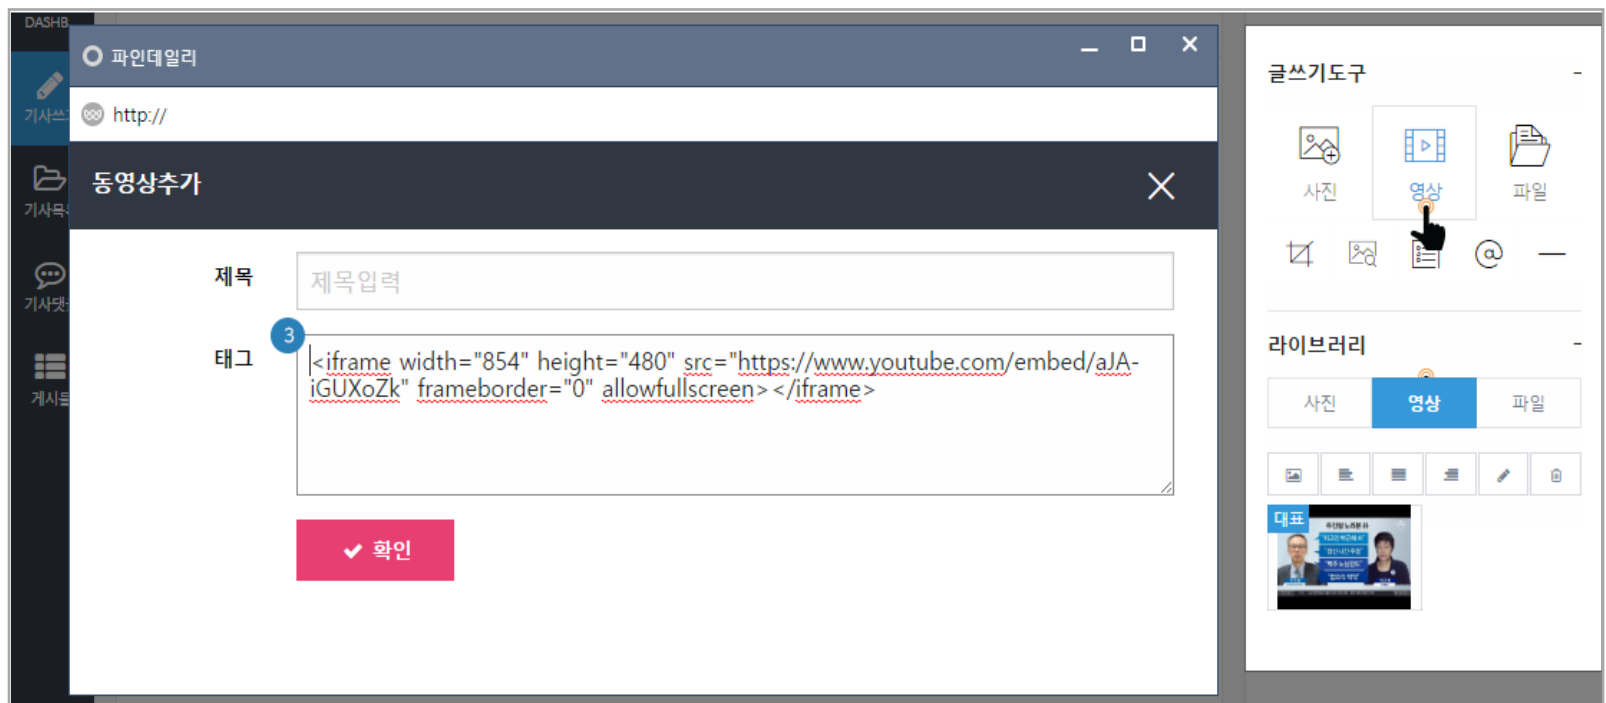 DASHB
파인데일리
http://
기사쓰
동영상추가
기사목
제목
제목입력
기사댓
3
태그
<iframe width="854" height="480" src="https://www.youtube.com/embed/aJA-
iGUXoZk" frameborder="0" allowfullscreen></iframe>
확인
글쓰기도구
사진 영상 파일
라이브러리
사진 영상 파일
대표